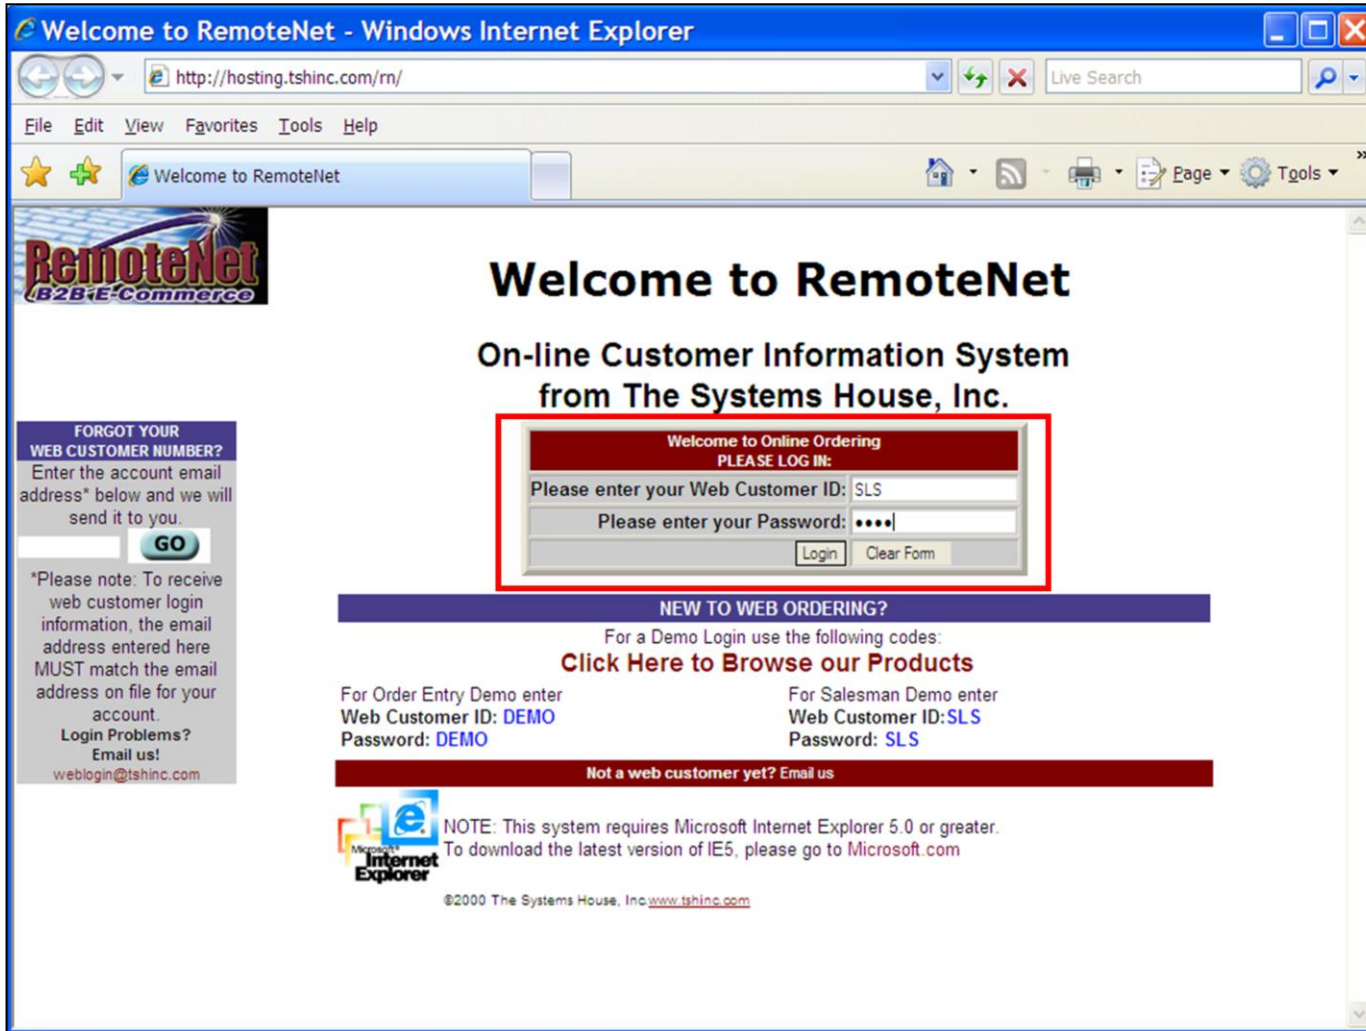 Welcome to RemoteNet - Windows Internet Explorer
http://hosting.tshinc.com/rn/
Live Search
File Edit View Favorites Tools Help
Welcome to RemoteNet
Page Tools »
RemoteNet
B2B E-Commerce
Welcome to RemoteNet
On-line Customer Information System
from The Systems House, Inc.
FORGOT YOUR
WEB CUSTOMER NUMBER?
Enter the account email
address* below and we will
send it to you.
GO
*Please note: To receive
web customer login
information, the email
address entered here
MUST match the email
address on file for your
account.
Login Problems?
Email us!
weblogin@tshinc.com
Welcome to Online Ordering
PLEASE LOG IN:
Please enter your Web Customer ID: SLS
Please enter your Password: ••••
Login Clear Form
NEW TO WEB ORDERING?
For a Demo Login use the following codes:
Click Here to Browse our Products
For Order Entry Demo enter
Web Customer ID: DEMO
Password: DEMO
For Salesman Demo enter
Web Customer ID:SLS
Password: SLS
Not a web customer yet? Email us
Microsoft
Internet
Explorer
NOTE: This system requires Microsoft Internet Explorer 5.0 or greater.
To download the latest version of IE5, please go to Microsoft.com
©2000 The Systems House, Inc.www.tshinc.com